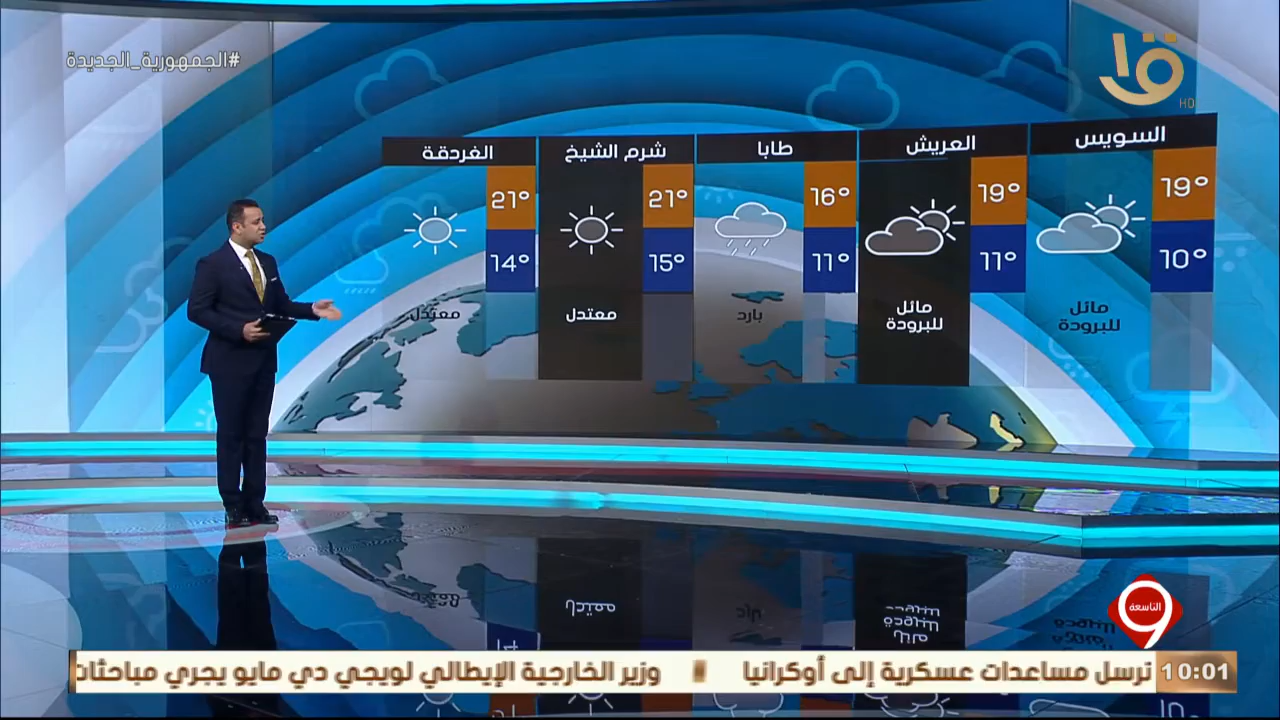 #الجمهورية_الجديدة
HD
السويس
19°
10°
مائل
للبرودة
العريش
19°
11°
مائل
للبرودة
طابا
16°
11°
بارد
شرم الشيخ
21°
15°
معتدل
الغردقة
21°
14°
معتدل
التاسعة
9
10:01
ترسل مساعدات عسكرية إلى أوكرانيا
وزير الخارجية الإيطالي لويجي دي مايو يجري مباحثات